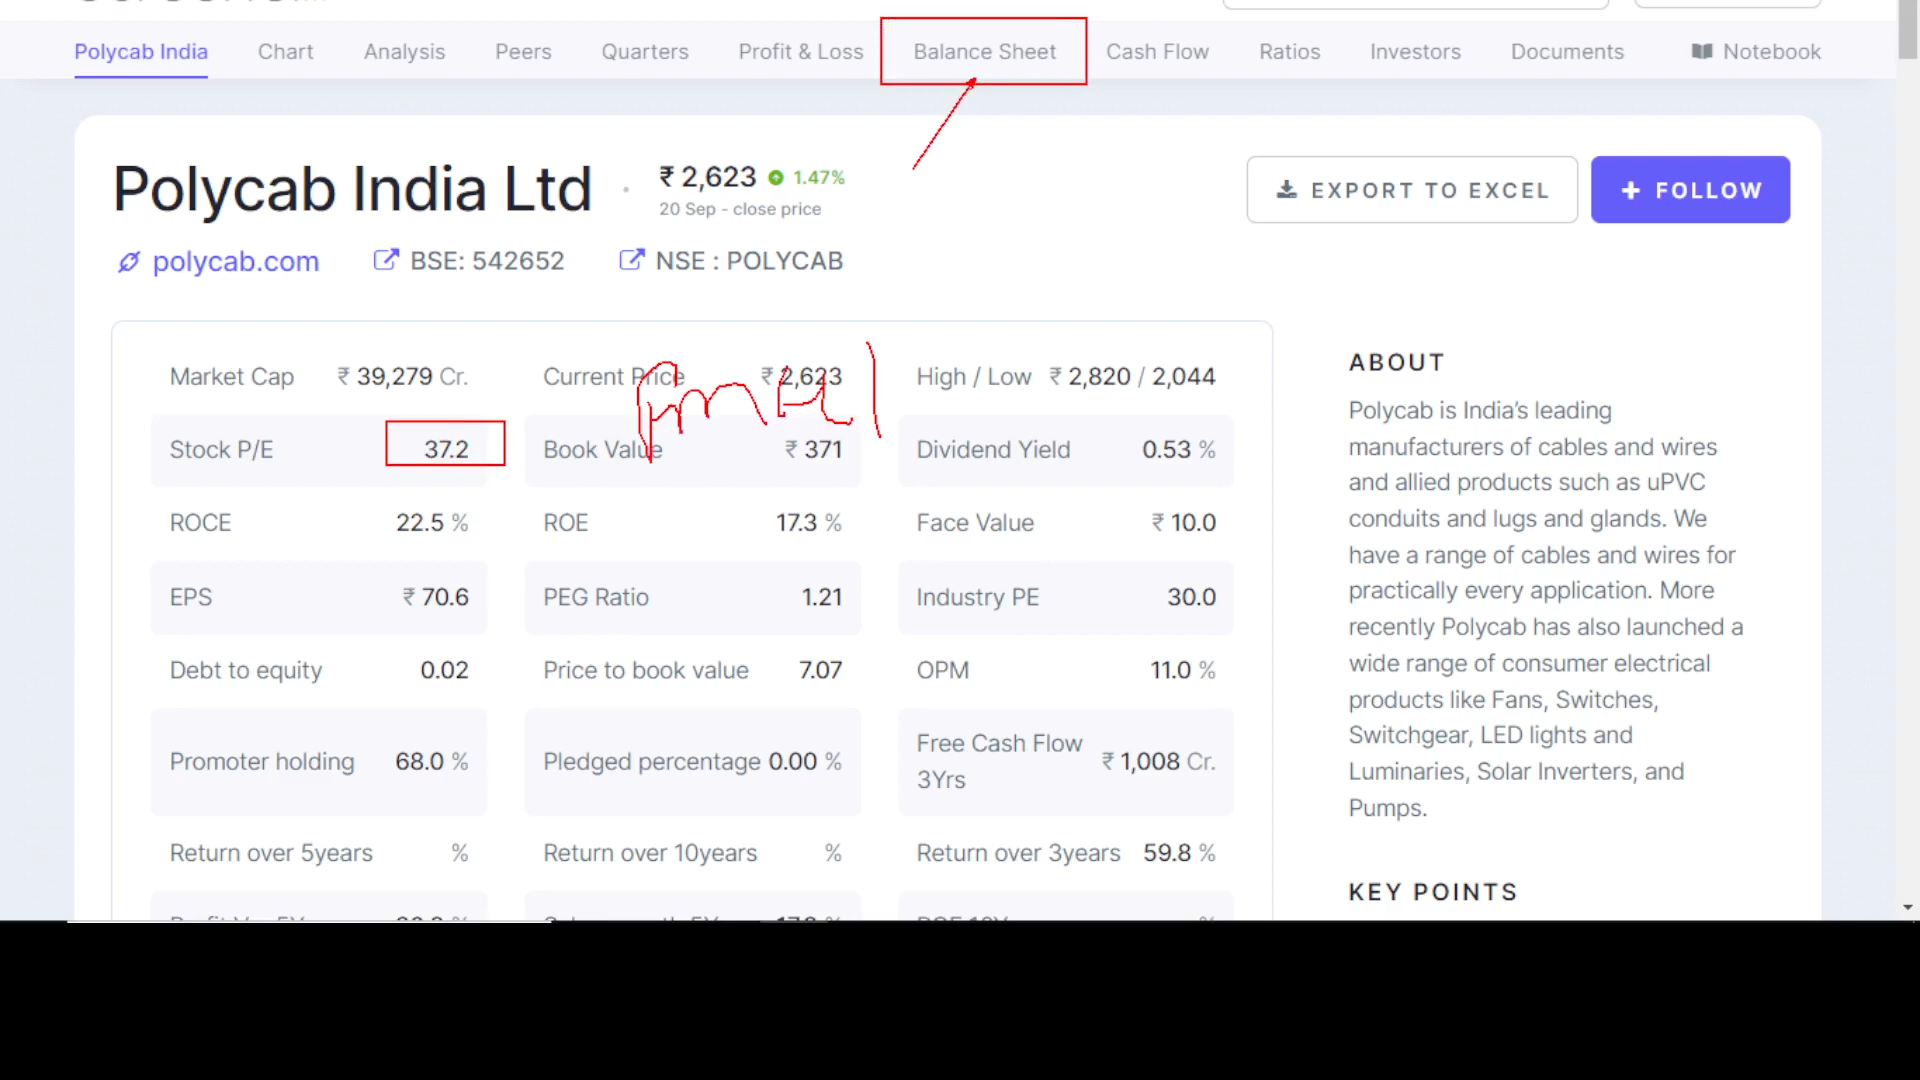 Polycab India Chart Analysis Peers Quarters Profit & Loss Balance Sheet Cash Flow Ratios Investors Documents Notebook
Polycab India Ltd
₹ 2,623 1.47%
20 Sep - close price
EXPORT TO EXCEL
+ FOLLOW
polycab.com BSE: 542652 NSE : POLYCAB
Market Cap ₹ 39,279 Cr.
Current Price ₹ 2,623
High / Low ₹ 2,820 / 2,044
Stock P/E 37.2
Book Value ₹ 371
Dividend Yield 0.53 %
ROCE 22.5 %
ROE 17.3 %
Face Value ₹ 10.0
EPS ₹ 70.6
PEG Ratio 1.21
Industry PE 30.0
Debt to equity 0.02
Price to book value 7.07
OPM 11.0 %
Promoter holding 68.0 %
Pledged percentage 0.00 %
Free Cash Flow
3Yrs ₹ 1,008 Cr.
Return over 5years %
Return over 10years %
Return over 3years 59.8 %
ABOUT
Polycab is India's leading
manufacturers of cables and wires
and allied products such as uPVC
conduits and lugs and glands. We
have a range of cables and wires for
practically every application. More
recently Polycab has also launched a
wide range of consumer electrical
products like Fans, Switches,
Switchgear, LED lights and
Luminaries, Solar Inverters, and
Pumps.
KEY POINTS